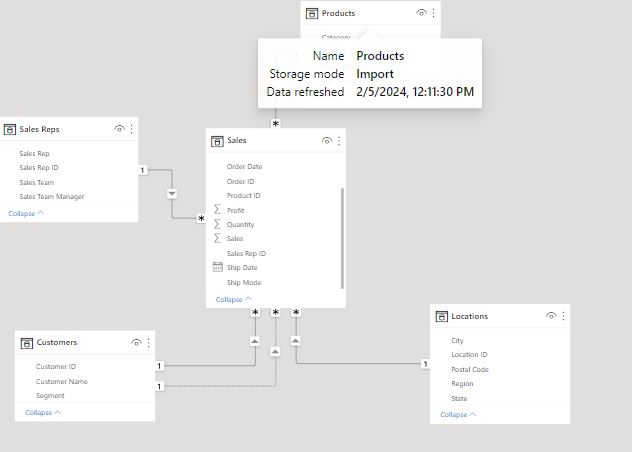 Products
Category
Name Products
Storage mode Import
Data refreshed 2/5/2024, 12:11:30 PM
*
Sales Reps
Sales Rep
Sales Rep ID
Sales Team
Sales Team Manager
Collapse
1
*
Sales
Order Date
Order ID
Product ID
Profit
Quantity
Sales
Sales Rep ID
Ship Date
Ship Mode
Collapse
* * *
Customers
Customer ID
Customer Name
Segment
Collapse
1
1
Locations
City
Location ID
Postal Code
Region
State
Collapse
1